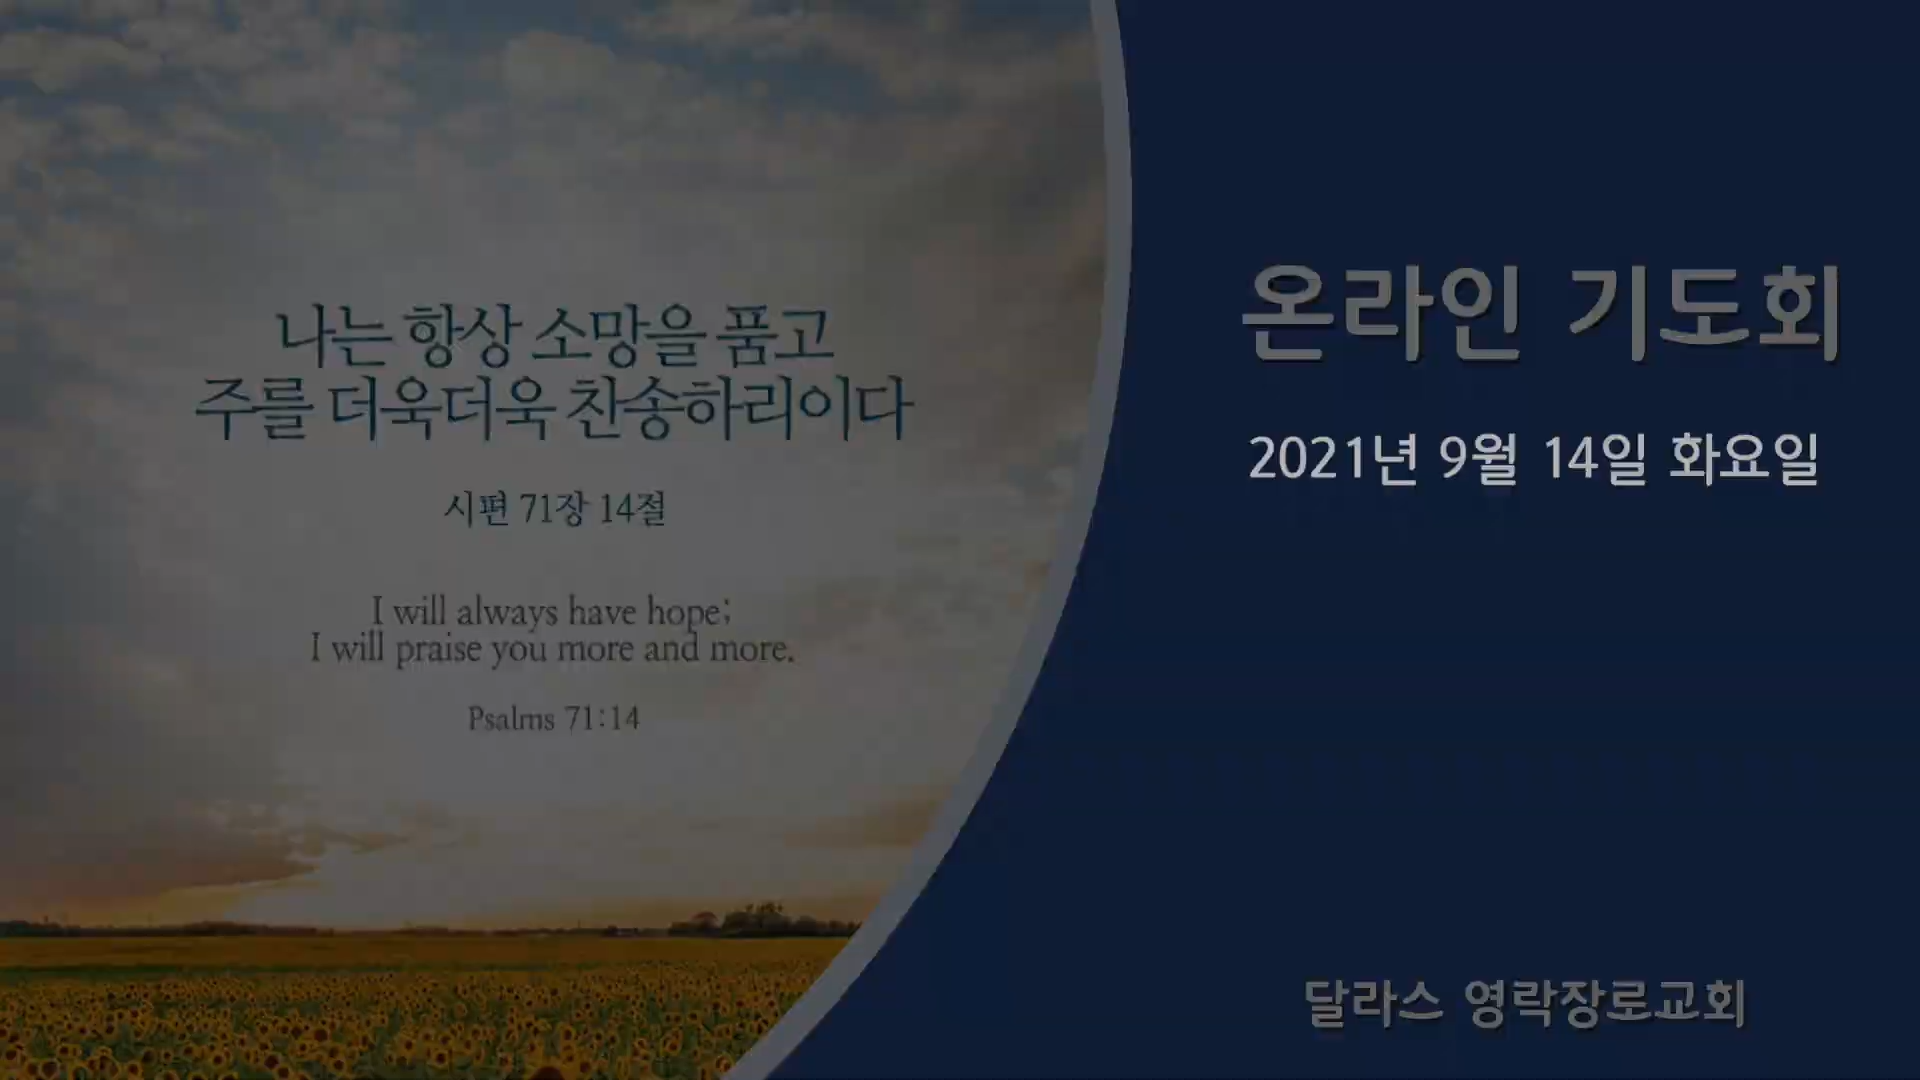 나는 항상 소망을 품고
주를 더욱더욱 찬송하리이다
시편 71장 14절
I will always have hope;
I will praise you more and more.
Psalms 71:14
온라인 기도회
2021년 9월 14일 화요일
달라스 영락장로교회